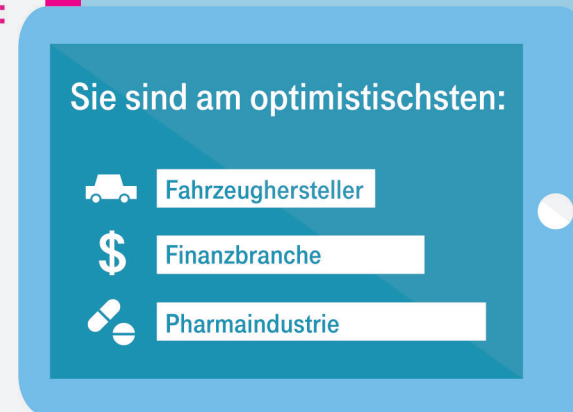 Sie sind am optimistischsten:
Fahrzeughersteller
$ Finanzbranche
Pharmaindustrie